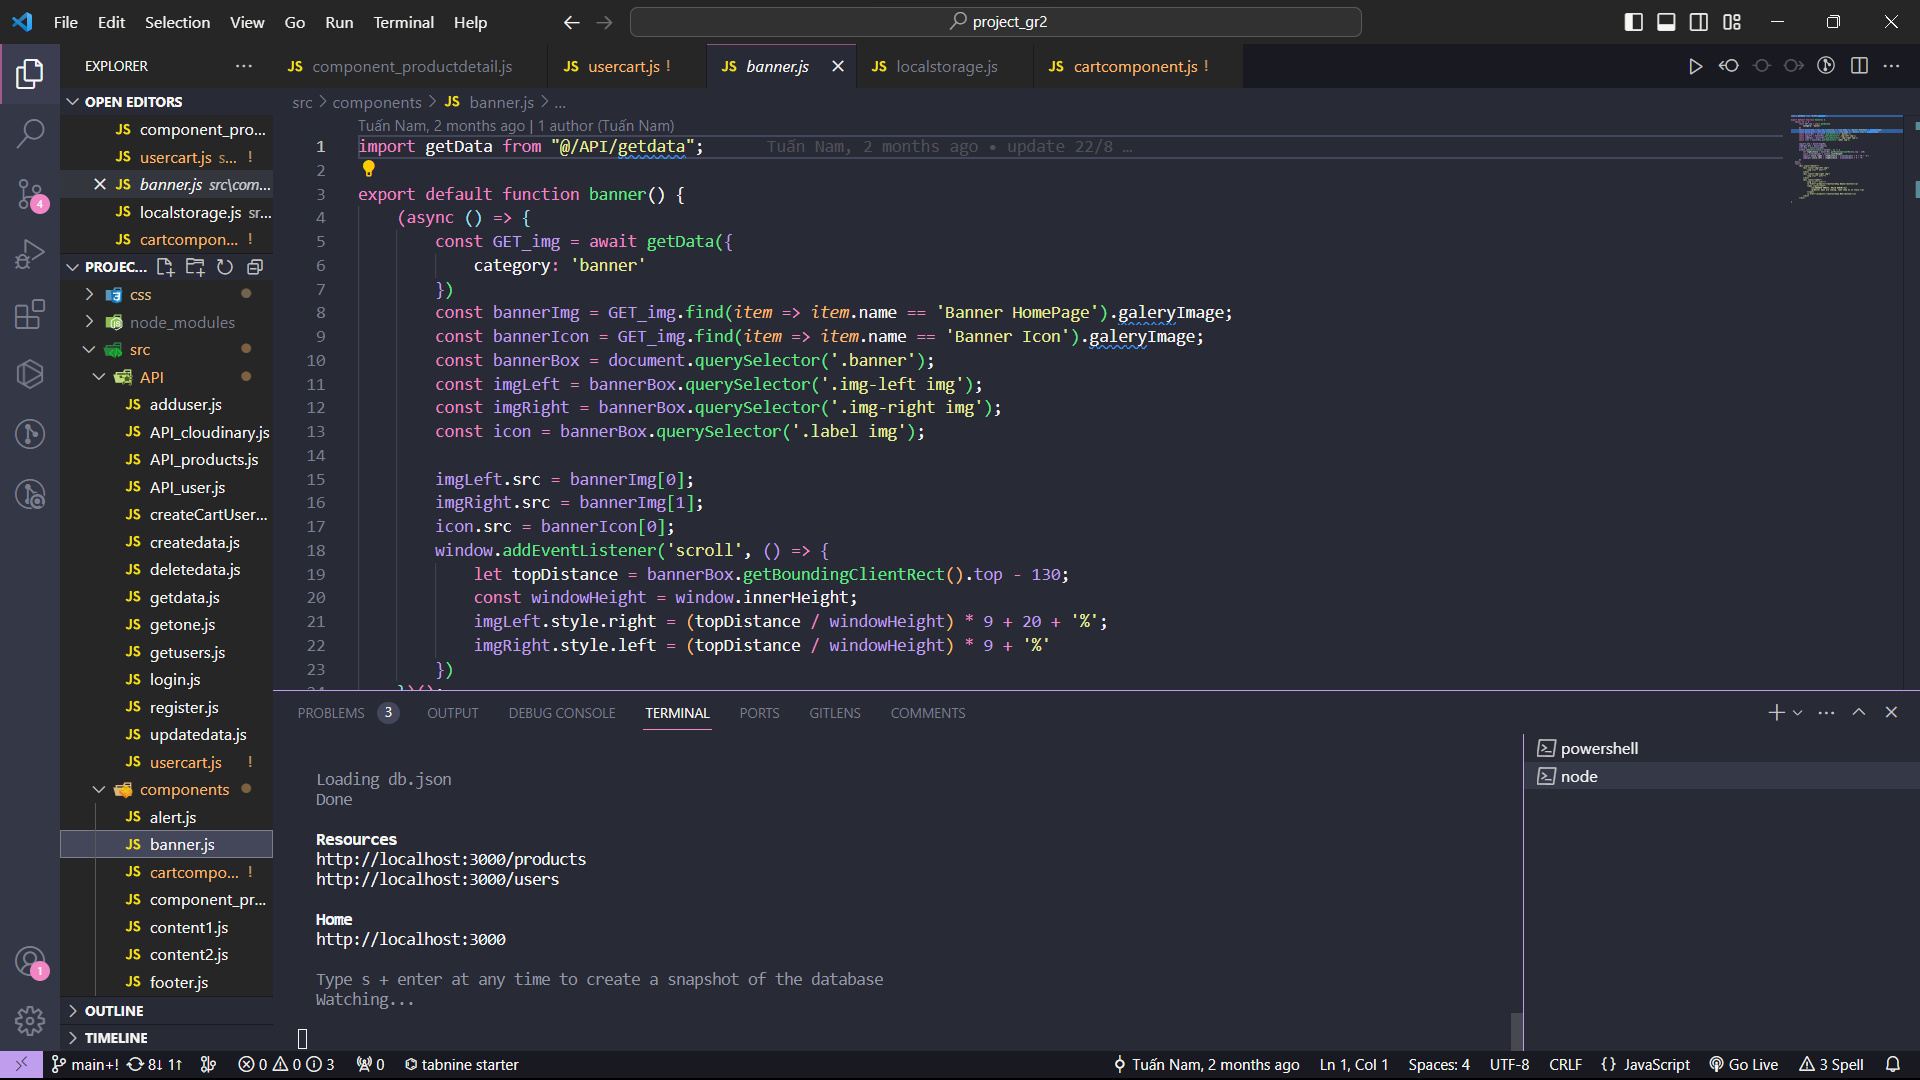 File Edit Selection View Go Run Terminal Help
project_gr2
EXPLORER
JS component_productdetail.js
JS usercart.js !
JS banner.js
JS localstorage.js
JS cartcomponent.js !
OPEN EDITORS
JS component_pro...
JS usercart.js s... !
JS banner.js src\com...
JS localstorage.js sr...
JS cartcompon... !
PROJEC...
css
node_modules
src
API
JS adduser.js
JS API_cloudinary.js
JS API_products.js
JS API_user.js
JS createCartUser...
JS createdata.js
JS deletedata.js
JS getdata.js
JS getone.js
JS getusers.js
JS login.js
JS register.js
JS updatedata.js
JS usercart.js !
components
JS alert.js
JS banner.js
JS cartcompo... !
JS component_pr...
JS content1.js
JS content2.js
JS footer.js
OUTLINE
TIMELINE
4
1
src > components > JS banner.js > ...
Tuấn Nam, 2 months ago | 1 author (Tuấn Nam)
1 import getData from "@/API/getdata"; Tuấn Nam, 2 months ago • update 22/8 …
2
3 export default function banner() {
4 (async () => {
5 const GET_img = await getData({
6 category: 'banner'
7 })
8 const bannerImg = GET_img.find(item => item.name == 'Banner HomePage').galeryImage;
9 const bannerIcon = GET_img.find(item => item.name == 'Banner Icon').galeryImage;
10 const bannerBox = document.querySelector('.banner');
11 const imgLeft = bannerBox.querySelector('.img-left img');
12 const imgRight = bannerBox.querySelector('.img-right img');
13 const icon = bannerBox.querySelector('.label img');
14
15 imgLeft.src = bannerImg[0];
16 imgRight.src = bannerImg[1];
17 icon.src = bannerIcon[0];
18 window.addEventListener('scroll', () => {
19 let topDistance = bannerBox.getBoundingClientRect().top - 130;
20 const windowHeight = window.innerHeight;
21 imgLeft.style.right = (topDistance / windowHeight) * 9 + 20 + '%';
22 imgRight.style.left = (topDistance / windowHeight) * 9 + '%'
23 })
PROBLEMS 3 OUTPUT DEBUG CONSOLE TERMINAL PORTS GITLENS COMMENTS
Loading db.json
Done
Resources
http://localhost:3000/products
http://localhost:3000/users
Home
http://localhost:3000
Type s + enter at any time to create a snapshot of the database
Watching...
powershell
node
main+! 8↓ 1↑ 0 0 3 0 tabnine starter
Tuấn Nam, 2 months ago Ln 1, Col 1 Spaces: 4 UTF-8 CRLF {} JavaScript Go Live 3 Spell